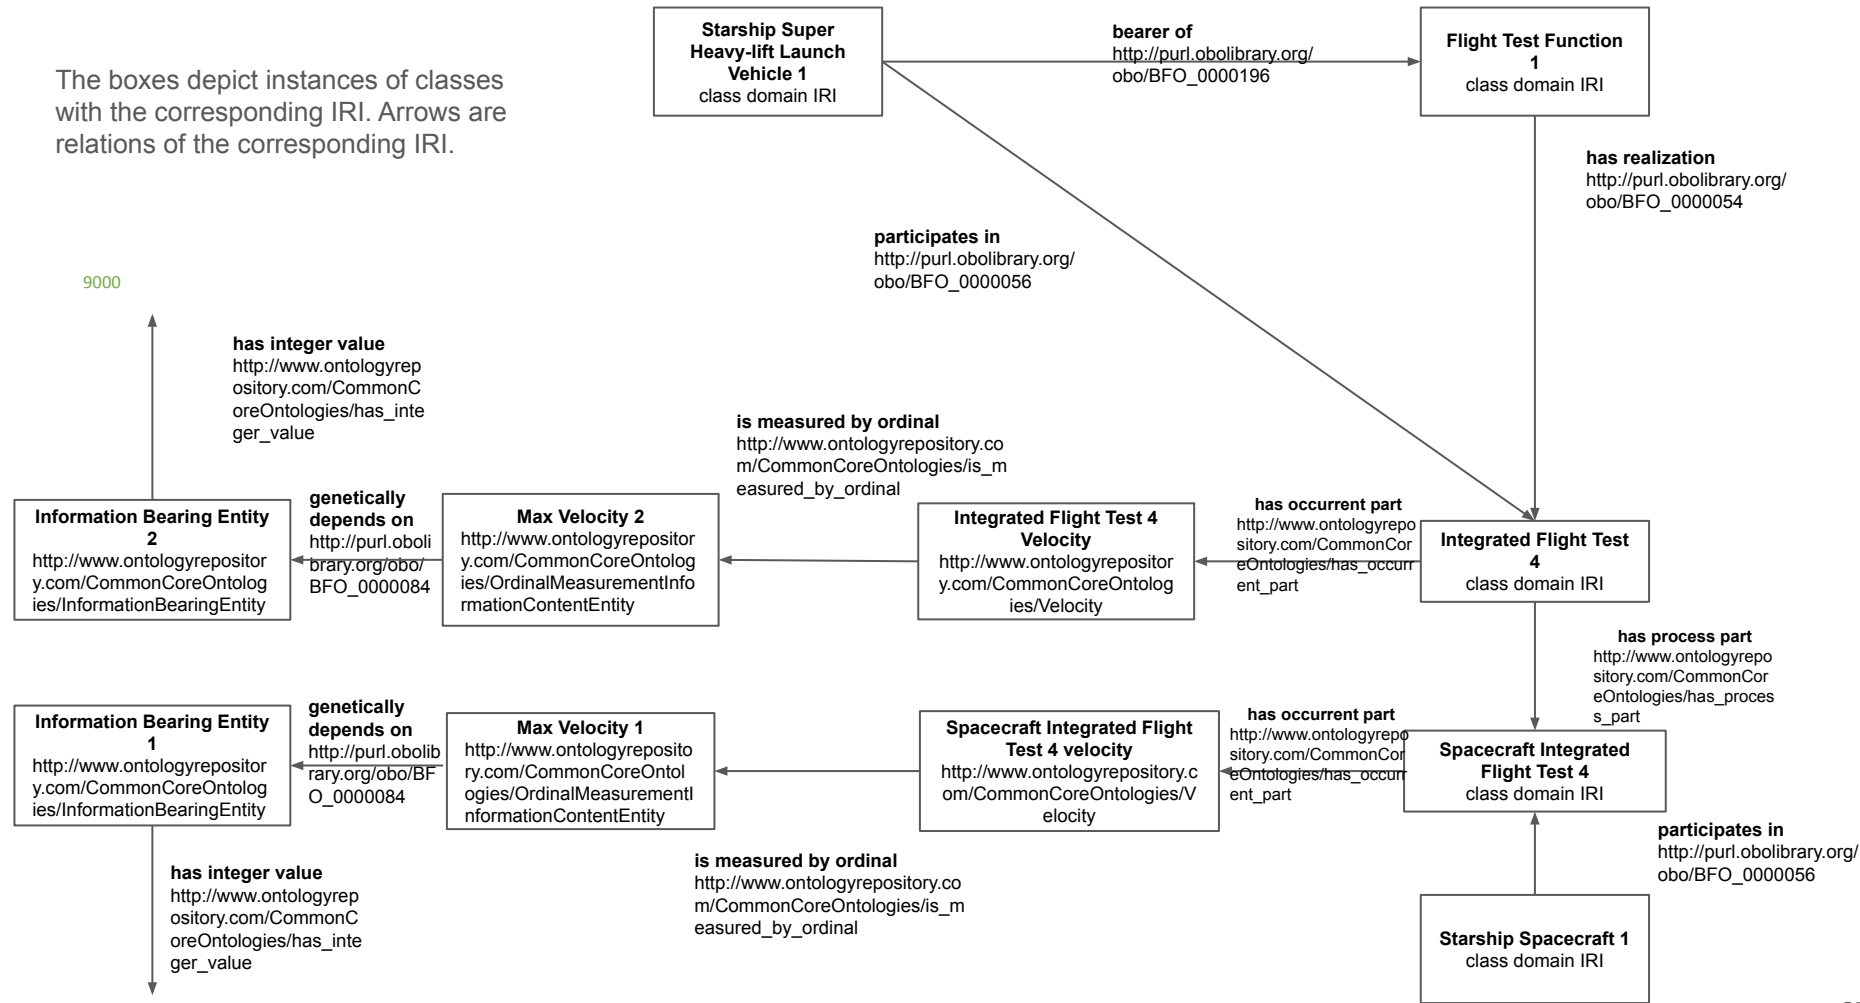 The boxes depict instances of classes
with the corresponding IRI. Arrows are
relations of the corresponding IRI.
Starship Super
Heavy-lift Launch
Vehicle 1
class domain IRI
bearer of
http://purl.obolibrary.org/
obo/BFO_0000196
Flight Test Function
1
class domain IRI
has realization
http://purl.obolibrary.org/
obo/BFO_0000054
participates in
http://purl.obolibrary.org/
obo/BFO_0000056
9000
has integer value
http://www.ontologyrep
ository.com/CommonC
oreOntologies/has_inte
ger_value
is measured by ordinal
http://www.ontologyrepository.co
m/CommonCoreOntologies/is_m
easured_by_ordinal
Information Bearing Entity
2
http://www.ontologyrepositor
y.com/CommonCoreOntolog
ies/InformationBearingEntity
genetically
depends on
http://purl.oboli
brary.org/obo/
BFO_0000084
Max Velocity 2
http://www.ontologyrepositor
y.com/CommonCoreOntolog
ies/OrdinalMeasurementInfo
rmationContentEntity
Integrated Flight Test 4
Velocity
http://www.ontologyrepositor
y.com/CommonCoreOntolog
ies/Velocity
has occurrent part
http://www.ontologyrepo
sitory.com/CommonCor
eOntologies/has_occurr
ent_part
Integrated Flight Test
4
class domain IRI
has process part
http://www.ontologyrepo
sitory.com/CommonCor
eOntologies/has_proces
s_part
Information Bearing Entity
1
http://www.ontologyrepositor
y.com/CommonCoreOntolog
ies/InformationBearingEntity
genetically
depends on
http://purl.obolib
rary.org/obo/BF
O_0000084
Max Velocity 1
http://www.ontologyreposito
ry.com/CommonCoreOntol
ogies/OrdinalMeasurementI
nformationContentEntity
Spacecraft Integrated Flight
Test 4 velocity
http://www.ontologyrepository.c
om/CommonCoreOntologies/V
elocity
has occurrent part
http://www.ontologyrepo
sitory.com/CommonCor
eOntologies/has_occurr
ent_part
Spacecraft Integrated
Flight Test 4
class domain IRI
participates in
http://purl.obolibrary.org/
obo/BFO_0000056
has integer value
http://www.ontologyrep
ository.com/CommonC
oreOntologies/has_inte
ger_value
is measured by ordinal
http://www.ontologyrepository.co
m/CommonCoreOntologies/is_m
easured_by_ordinal
Starship Spacecraft 1
class domain IRI